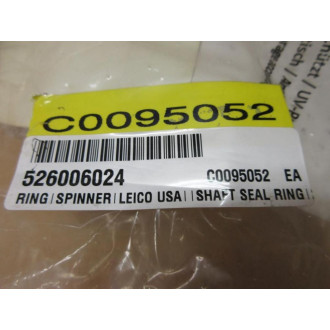 C0095052
526006024 C0095052 EA
RING|SPINNER|LEICO USA||SHAFT SEAL RING|